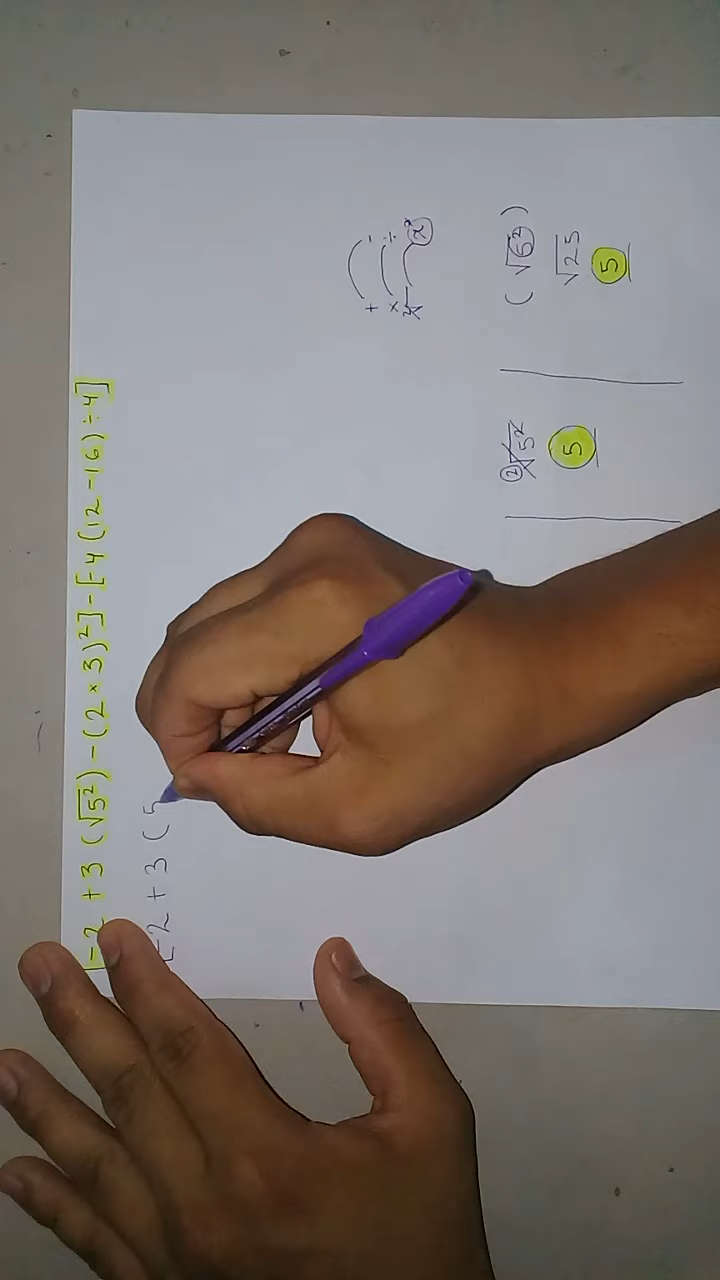 [-2 + 3 (√5²) - (2 × 3)²] - [-4 (12 - 16) ÷ 4]
[-2 + 3 (5
+ -
× ÷
√x x²
²√5²
5
(√5²)
√25
5